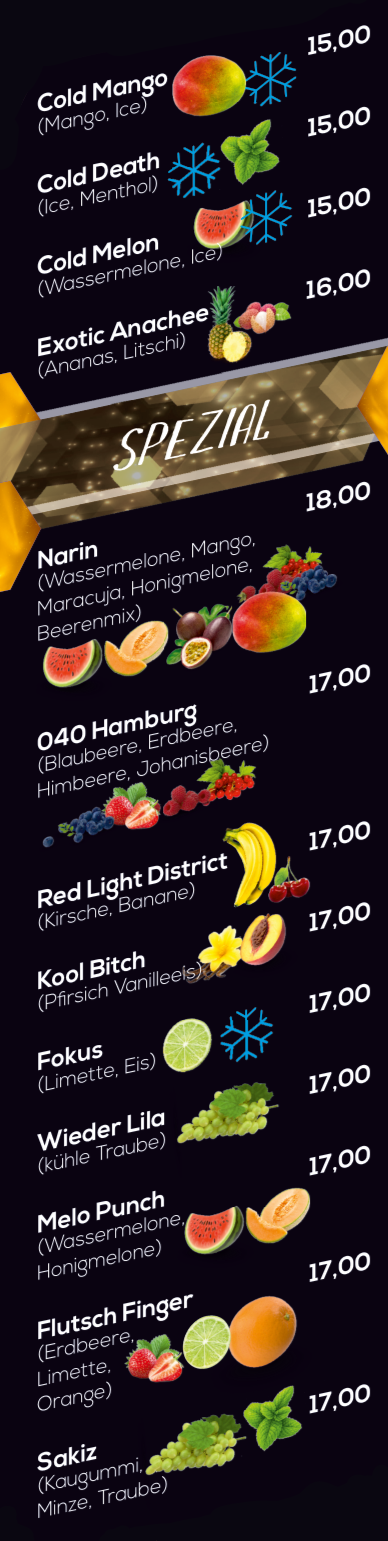 15,00
Cold Mango
(Mango, Ice)
15,00
Cold Death
(Ice, Menthol)
15,00
Cold Melon
(Wassermelone, Ice)
16,00
Exotic Anachee
(Ananas, Litschi)
SPEZIAL
18,00
Narin
(Wassermelone, Mango,
Maracuja, Honigmelone,
Beerenmix)
17,00
040 Hamburg
(Blaubeere, Erdbeere,
Himbeere, Johanisbeere)
17,00
Red Light District
(Kirsche, Banane)
17,00
Kool Bitch
(Pfirsich Vanilleeis)
17,00
Fokus
(Limette, Eis)
17,00
Wieder Lila
(kühle Traube)
17,00
Melo Punch
(Wassermelone,
Honigmelone)
17,00
Flutsch Finger
(Erdbeere,
Limette,
Orange)
17,00
Sakiz
(Kaugummi,
Minze, Traube)